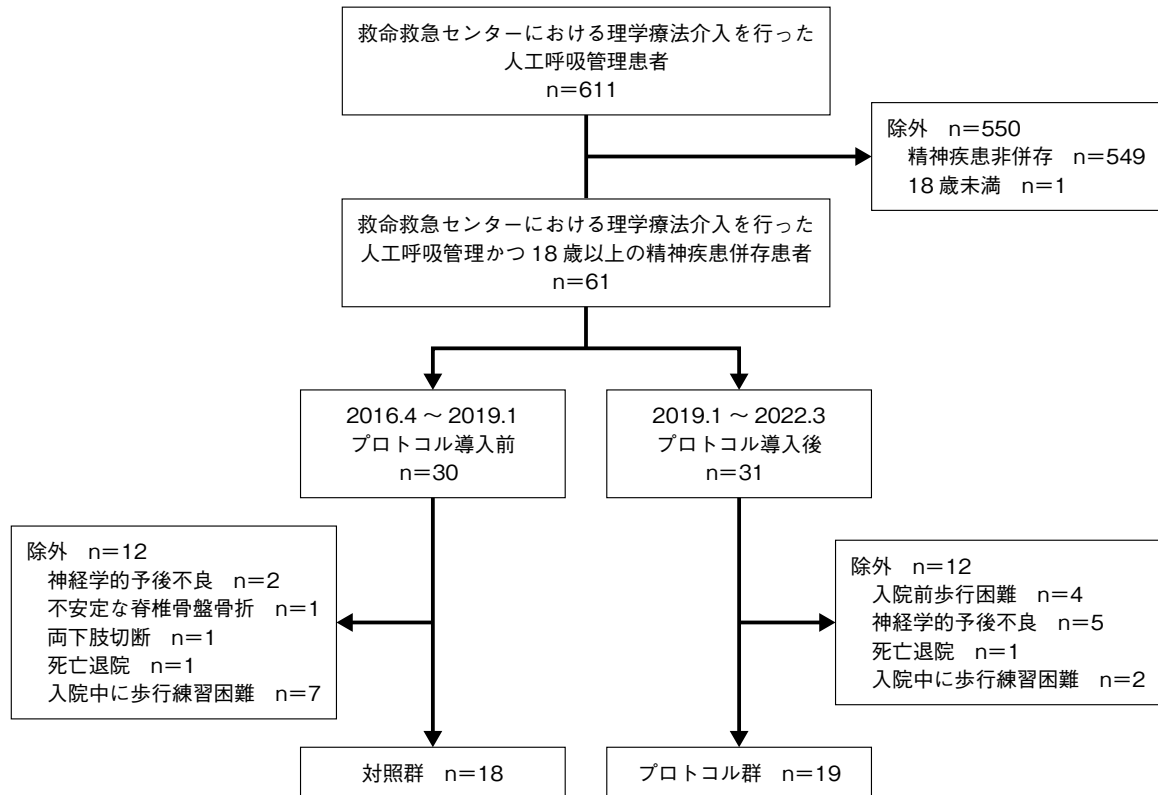 救命救急センターにおける理学療法介入を行った
人工呼吸管理患者
n＝611
除外　n＝550
精神疾患非併存　n＝549
18 歳未満　n＝1
救命救急センターにおける理学療法介入を行った
人工呼吸管理かつ 18 歳以上の精神疾患併存患者
n＝61
2016.4 ～ 2019.1
プロトコル導入前
n＝30
2019.1 ～ 2022.3
プロトコル導入後
n＝31
除外　n＝12
神経学的予後不良　n＝2
不安定な脊椎骨盤骨折　n＝1
両下肢切断　n＝1
死亡退院　n＝1
入院中に歩行練習困難　n＝7
除外　n＝12
入院前歩行困難　n＝4
神経学的予後不良　n＝5
死亡退院　n＝1
入院中に歩行練習困難　n＝2
対照群　n＝18
プロトコル群　n＝19